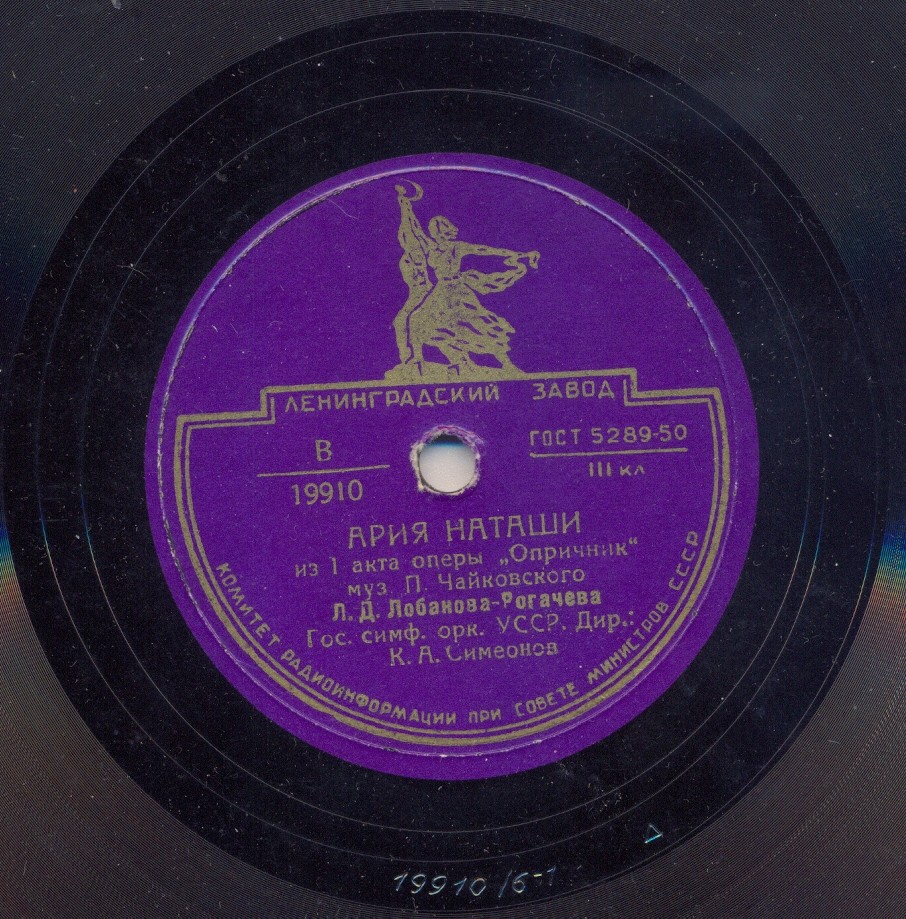 ЛЕНИНГРАДСКИЙ ЗАВОД
В
19910
ГОСТ 5289-50
III кл
АРИЯ НАТАШИ
из 1 акта оперы „Опричник“
муз. П. Чайковского
Л. Д. Лобанова-Рогачева
Гос. симф. орк. УССР. Дир.:
К. А. Симеонов
КОМИТЕТ РАДИОИНФОРМАЦИИ ПРИ СОВЕТЕ МИНИСТРОВ СССР
19910/6-1